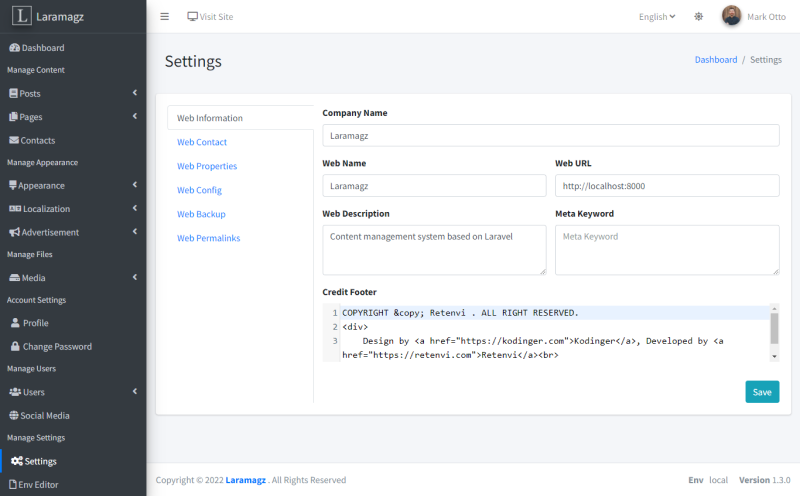 L Laramagz
Visit Site
English
Mark Otto
Dashboard
Manage Content
Posts
Pages
Contacts
Manage Appearance
Appearance
Localization
Advertisement
Manage Files
Media
Account Settings
Profile
Change Password
Manage Users
Users
Social Media
Manage Settings
Settings
Env Editor
Settings
Dashboard / Settings
Web Information
Web Contact
Web Properties
Web Config
Web Backup
Web Permalinks
Company Name
Laramagz
Web Name
Laramagz
Web URL
http://localhost:8000
Web Description
Content management system based on Laravel
Meta Keyword
Meta Keyword
Credit Footer
1 COPYRIGHT &copy; Retenvi . ALL RIGHT RESERVED.
2 <div>
3 Design by <a href="https://kodinger.com">Kodinger</a>, Developed by <a
href="https://retenvi.com">Retenvi</a><br>
Save
Copyright © 2022 Laramagz . All Rights Reserved
Env local Version 1.3.0